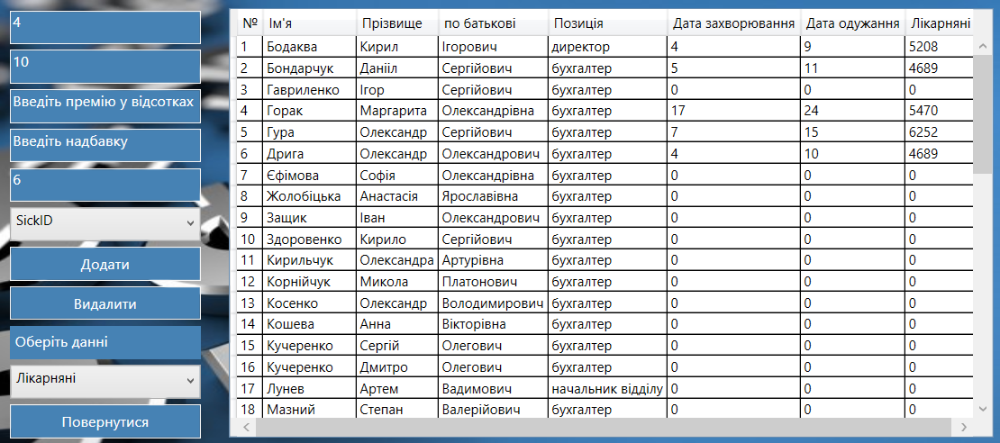 4
10
Введіть премію у відсотках
Введіть надбавку
6
SickID
Додати
Видалити
Оберіть данні
Лікарняні
Повернутися
№ Ім'я Прізвище по батькові Позиція Дата захворювання Дата одужання Лікарняні
1 Бодаква Кирил Ігорович директор 4 9 5208
2 Бондарчук Данііл Сергійович бухгалтер 5 11 4689
3 Гавриленко Ігор Сергійович бухгалтер 0 0 0
4 Горак Маргарита Олександрівна бухгалтер 17 24 5470
5 Гура Олександр Сергійович бухгалтер 7 15 6252
6 Дрига Олександр Олександрович бухгалтер 4 10 4689
7 Єфімова Софія Олександрівна бухгалтер 0 0 0
8 Жолобіцька Анастасія Ярославівна бухгалтер 0 0 0
9 Защик Іван Олександрович бухгалтер 0 0 0
10 Здоровенко Кирило Сергійович бухгалтер 0 0 0
11 Кирильчук Олександра Артурівна бухгалтер 0 0 0
12 Корнійчук Микола Платонович бухгалтер 0 0 0
13 Косенко Олександр Володимирович бухгалтер 0 0 0
14 Кошева Анна Вікторівна бухгалтер 0 0 0
15 Кучеренко Сергій Олегович бухгалтер 0 0 0
16 Кучеренко Дмитро Олегович бухгалтер 0 0 0
17 Лунев Артем Вадимович начальник відділу 0 0 0
18 Мазний Степан Валерійович бухгалтер 0 0 0